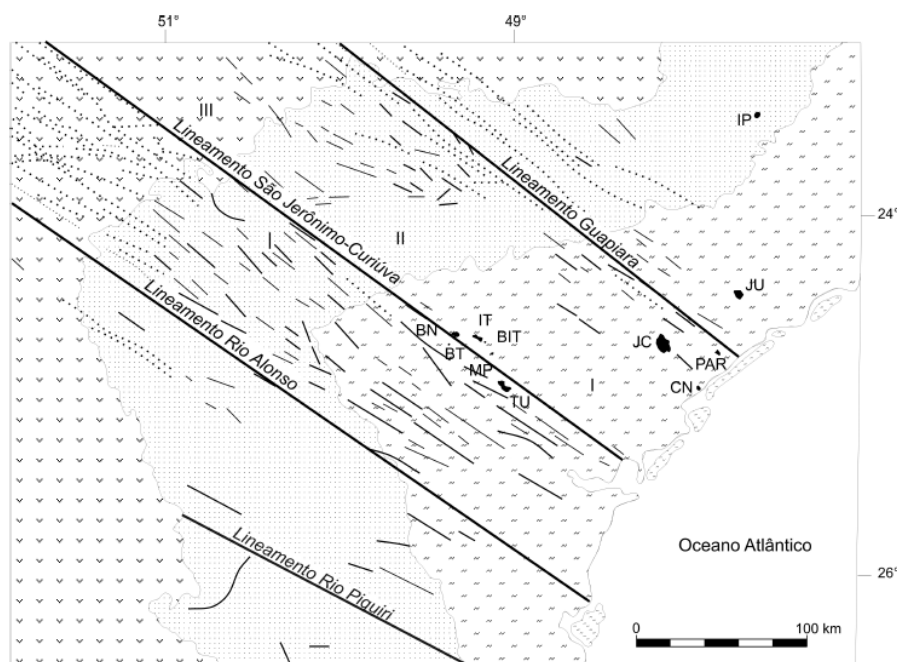 51°
49°
III
IP
Lineamento São Jerônimo-Curiúva
Lineamento Guapiara
24°
II
I
JU
Lineamento Rio Alonso
IT
BN
BIT
JC
BT
PAR
MP
I
CN
TU
Oceano Atlântico
Lineamento Rio Piquiri
26°
0
100 km